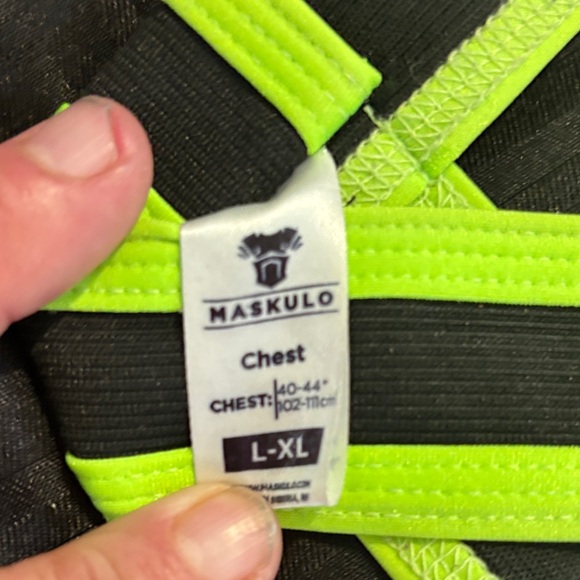 MASKULO
Chest
CHEST: 40-44"
102-111cm
L-XL